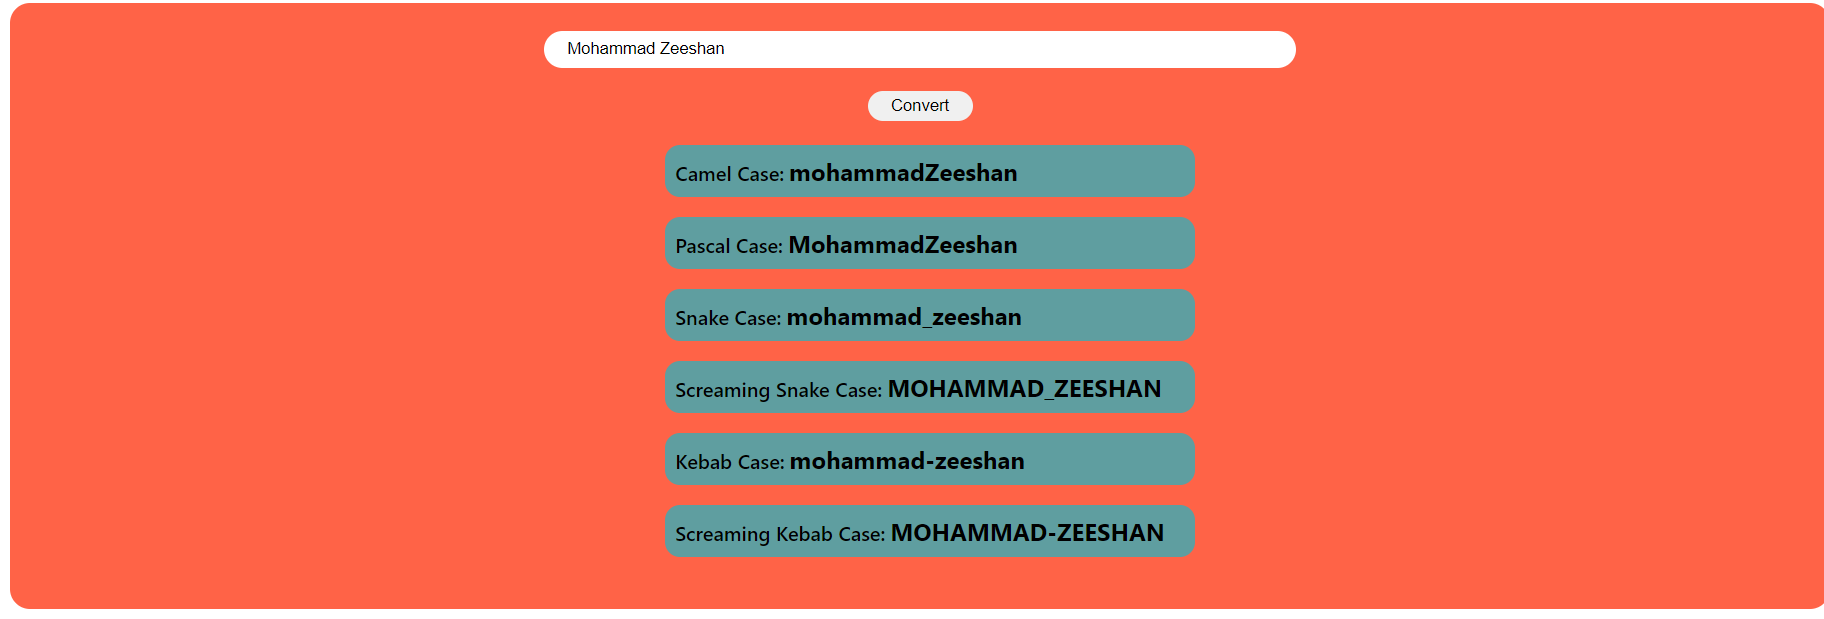 Mohammad Zeeshan
Convert
Camel Case: mohammadZeeshan
Pascal Case: MohammadZeeshan
Snake Case: mohammad_zeeshan
Screaming Snake Case: MOHAMMAD_ZEESHAN
Kebab Case: mohammad-zeeshan
Screaming Kebab Case: MOHAMMAD-ZEESHAN